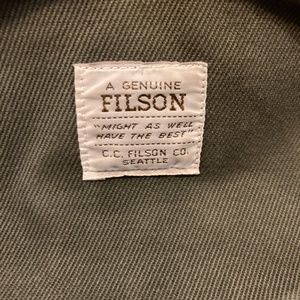 A GENUINE
FILSON
"MIGHT AS WELL
HAVE THE BEST"
C.C. FILSON CO.
SEATTLE